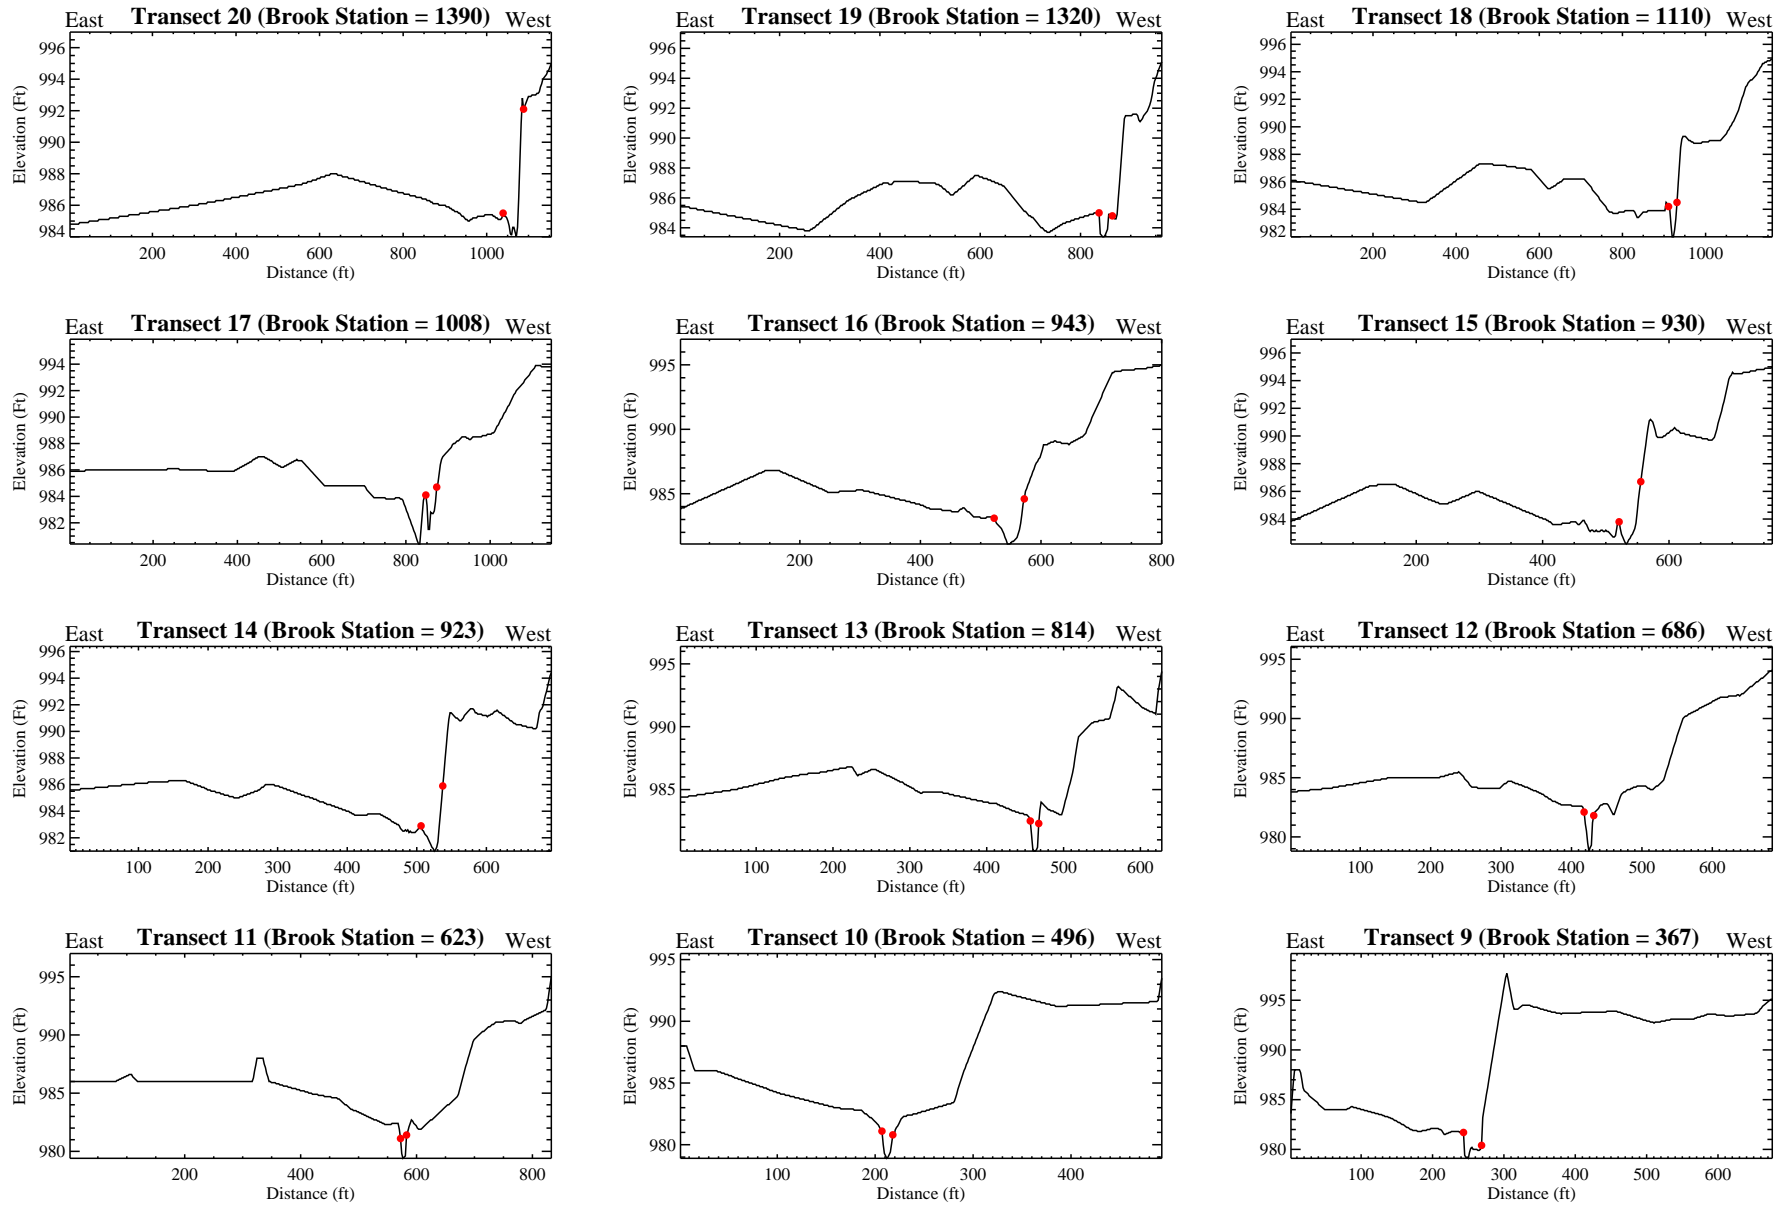 East Transect 20 (Brook Station = 1390) West
996
994
992
990
988
986
984
Elevation (Ft)
200 400 600 800 1000
Distance (ft)
East Transect 19 (Brook Station = 1320) West
996
994
992
990
988
986
984
Elevation (Ft)
200 400 600 800
Distance (ft)
East Transect 18 (Brook Station = 1110) West
996
994
992
990
988
986
984
982
Elevation (Ft)
200 400 600 800 1000
Distance (ft)
East Transect 17 (Brook Station = 1008) West
994
992
990
988
986
984
982
Elevation (Ft)
200 400 600 800 1000
Distance (ft)
East Transect 16 (Brook Station = 943) West
995
990
985
Elevation (Ft)
200 400 600 800
Distance (ft)
East Transect 15 (Brook Station = 930) West
996
994
992
990
988
986
984
Elevation (Ft)
200 400 600
Distance (ft)
East Transect 14 (Brook Station = 923) West
996
994
992
990
988
986
984
982
Elevation (Ft)
100 200 300 400 500 600
Distance (ft)
East Transect 13 (Brook Station = 814) West
995
990
985
Elevation (Ft)
100 200 300 400 500 600
Distance (ft)
East Transect 12 (Brook Station = 686) West
995
990
985
980
Elevation (Ft)
100 200 300 400 500 600
Distance (ft)
East Transect 11 (Brook Station = 623) West
995
990
985
980
Elevation (Ft)
200 400 600 800
Distance (ft)
East Transect 10 (Brook Station = 496) West
995
990
985
980
Elevation (Ft)
100 200 300 400
Distance (ft)
East Transect 9 (Brook Station = 367) West
995
990
985
980
Elevation (Ft)
100 200 300 400 500 600
Distance (ft)